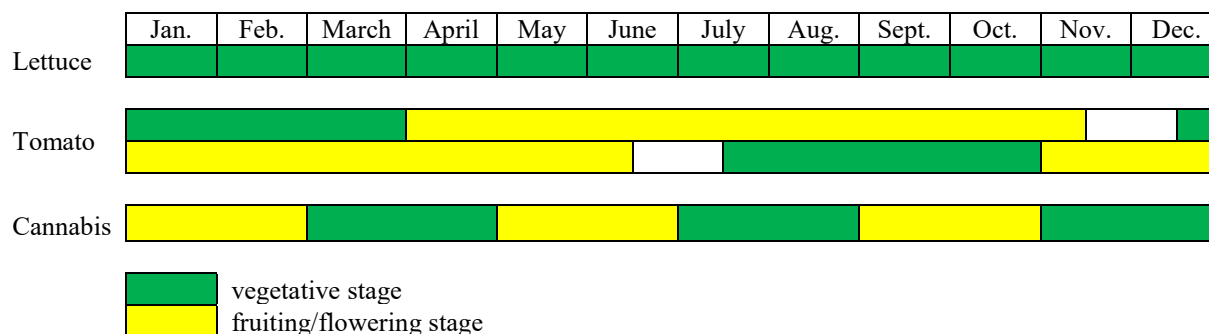 Jan. Feb. March April May June July Aug. Sept. Oct. Nov. Dec.
Lettuce
Tomato
Cannabis
vegetative stage
fruiting/flowering stage